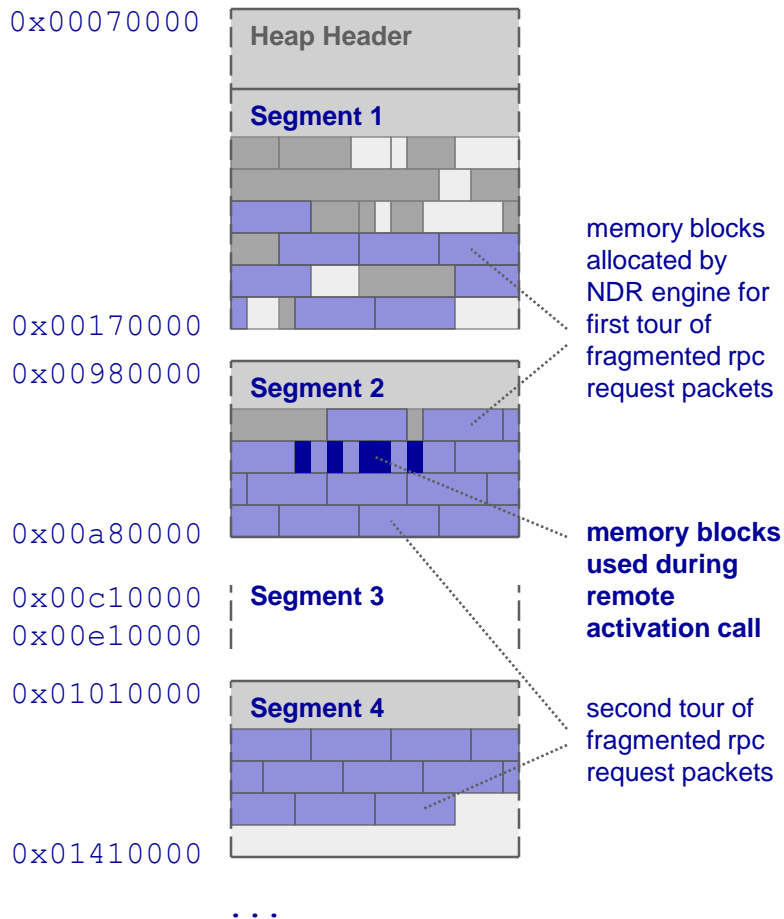 0x00070000
Heap Header
Segment 1
memory blocks
allocated by
NDR engine for
first tour of
fragmented rpc
request packets
0x00170000
0x00980000
Segment 2
0x00a80000
memory blocks
used during
remote
activation call
0x00c10000
Segment 3
0x00e10000
0x01010000
Segment 4
second tour of
fragmented rpc
request packets
0x01410000
...